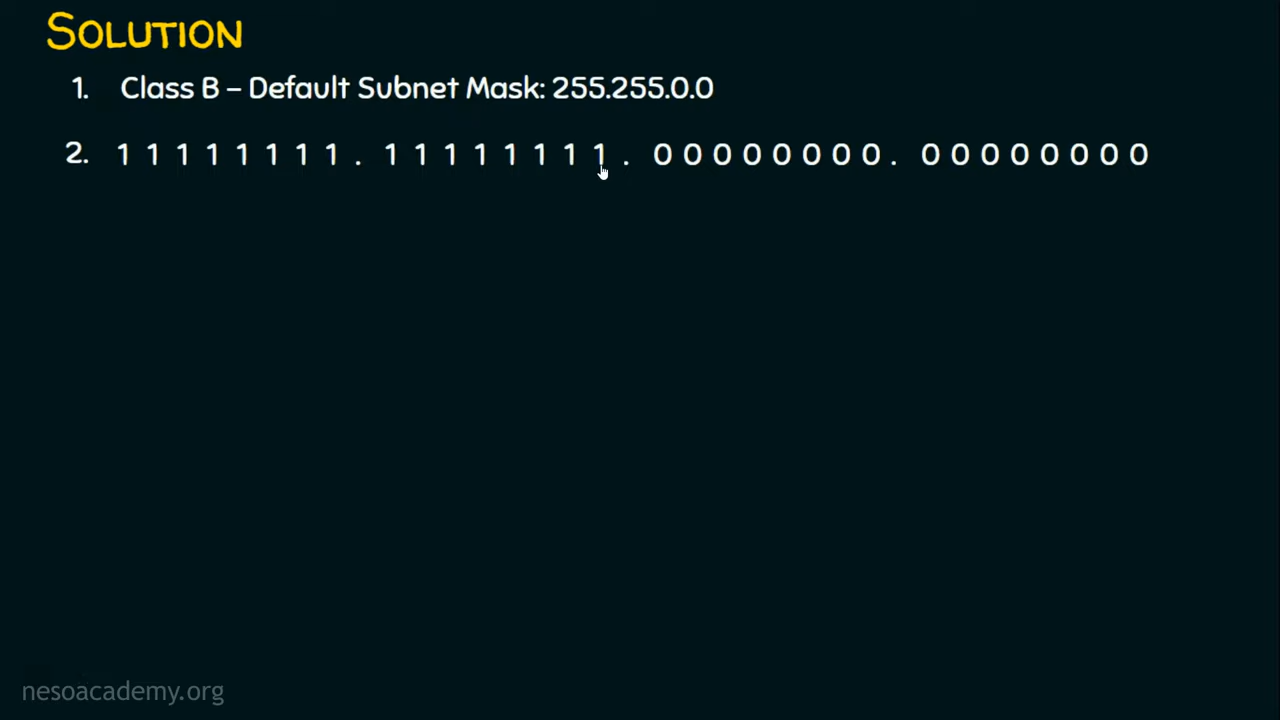 SOLUTION
1. Class B – Default Subnet Mask: 255.255.0.0
2. 1 1 1 1 1 1 1 1 . 1 1 1 1 1 1 1 1 . 0 0 0 0 0 0 0 0 . 0 0 0 0 0 0 0 0
nesoacademy.org